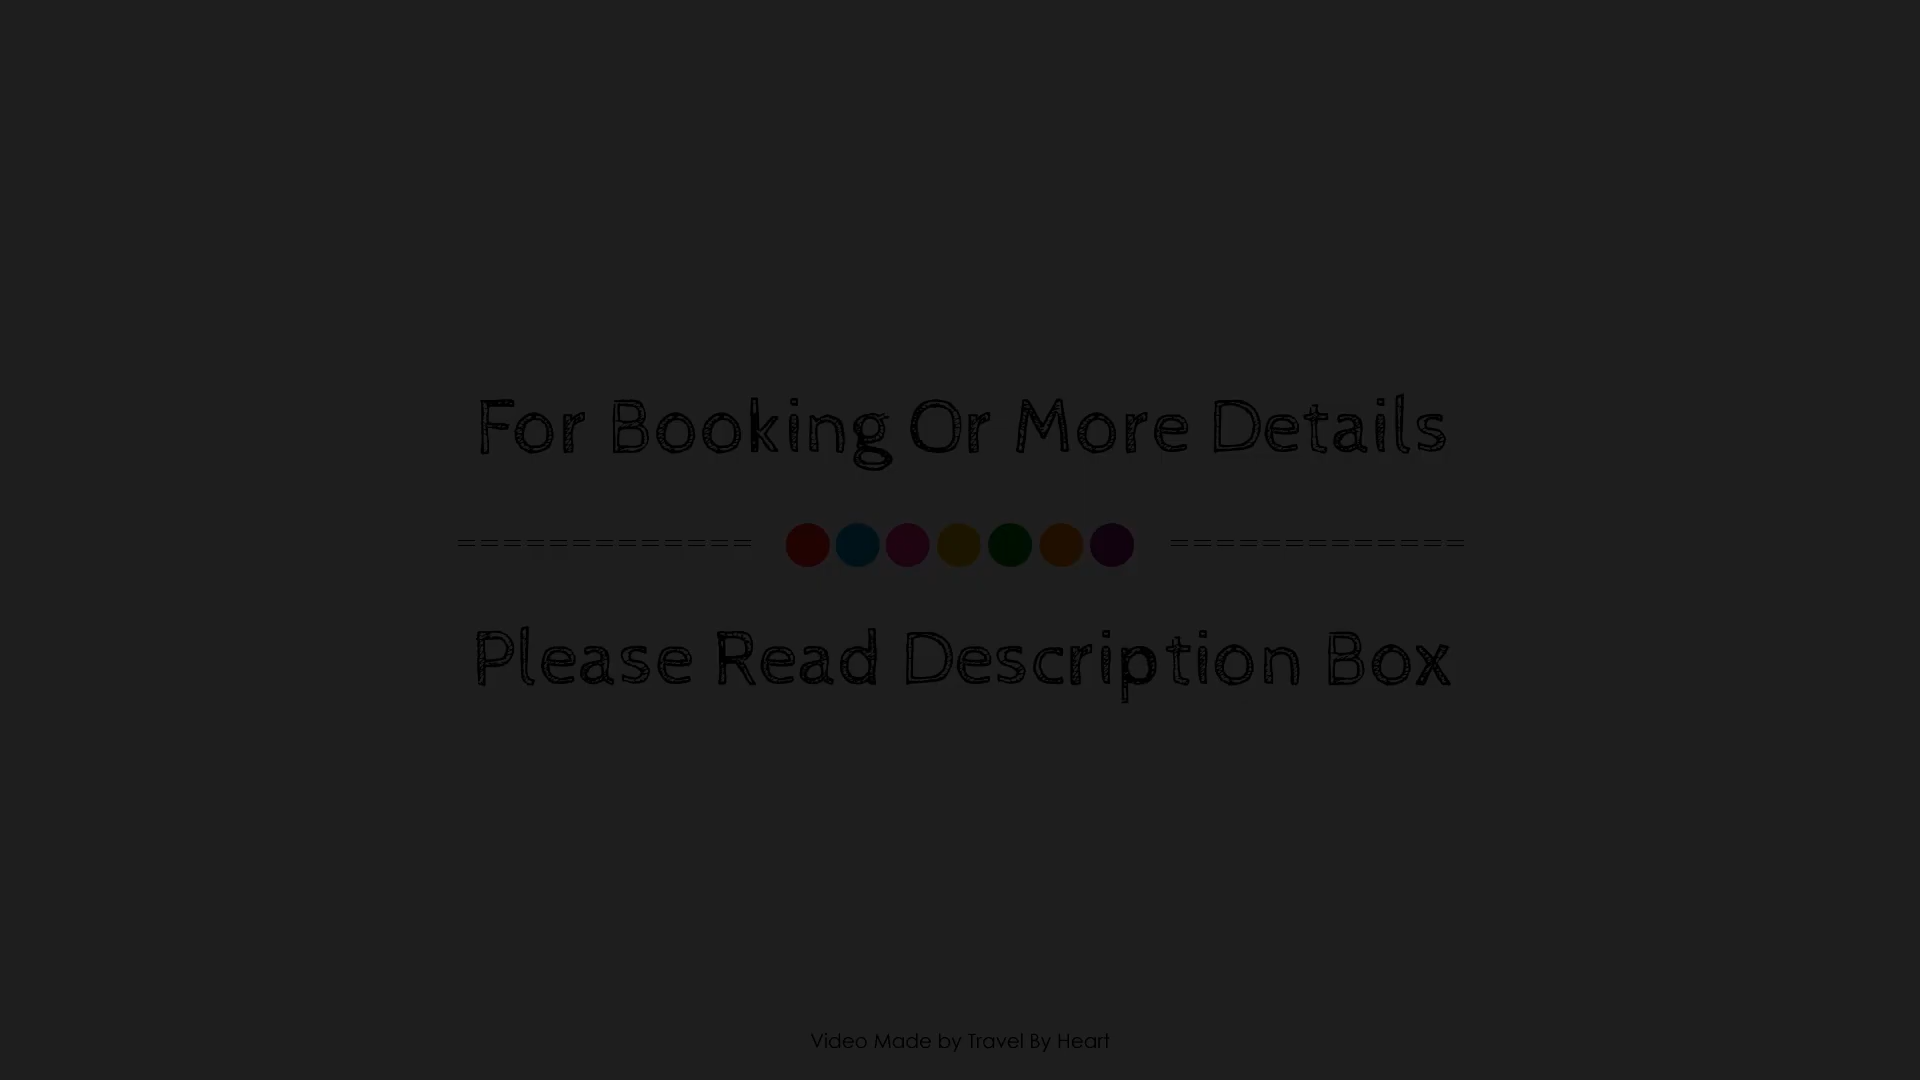 For Booking Or More Details
============= =============
Please Read Description Box
Video Made by Travel By Heart